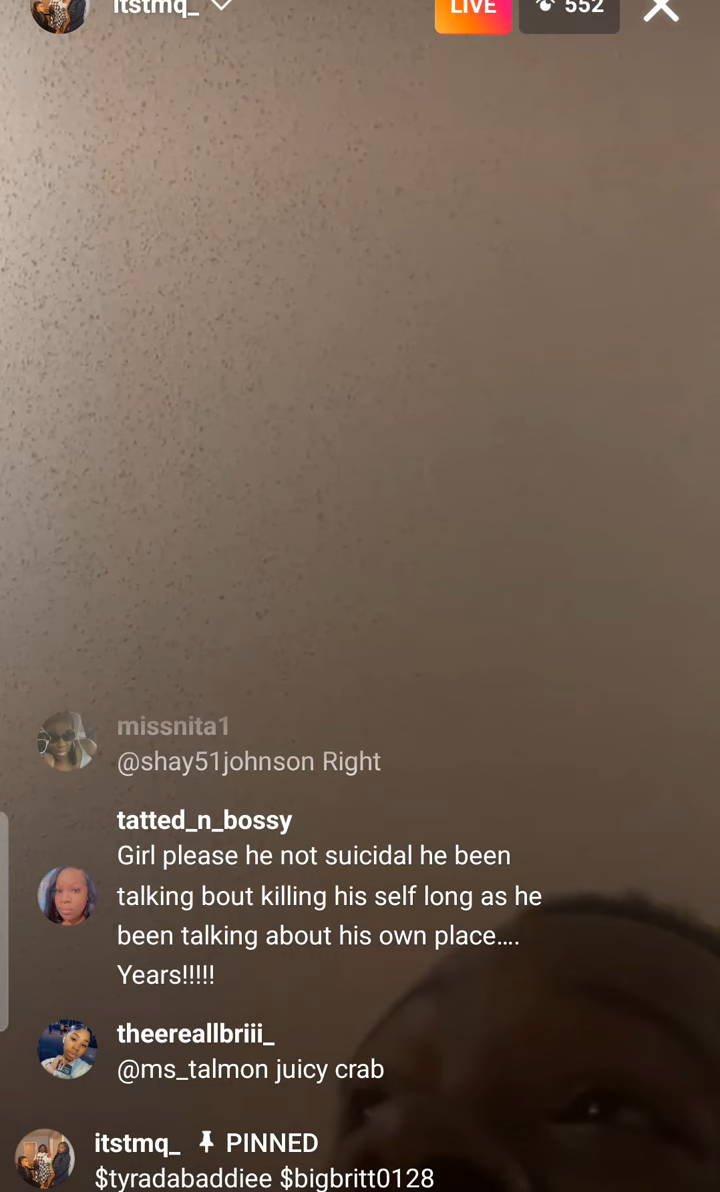 itstmq_
LIVE 552
missnita1
@shay51johnson Right
tatted_n_bossy
Girl please he not suicidal he been
talking bout killing his self long as he
been talking about his own place....
Years!!!!!
theereallbriii_
@ms_talmon juicy crab
itstmq_ PINNED
$tyradabaddiee $bigbritt0128